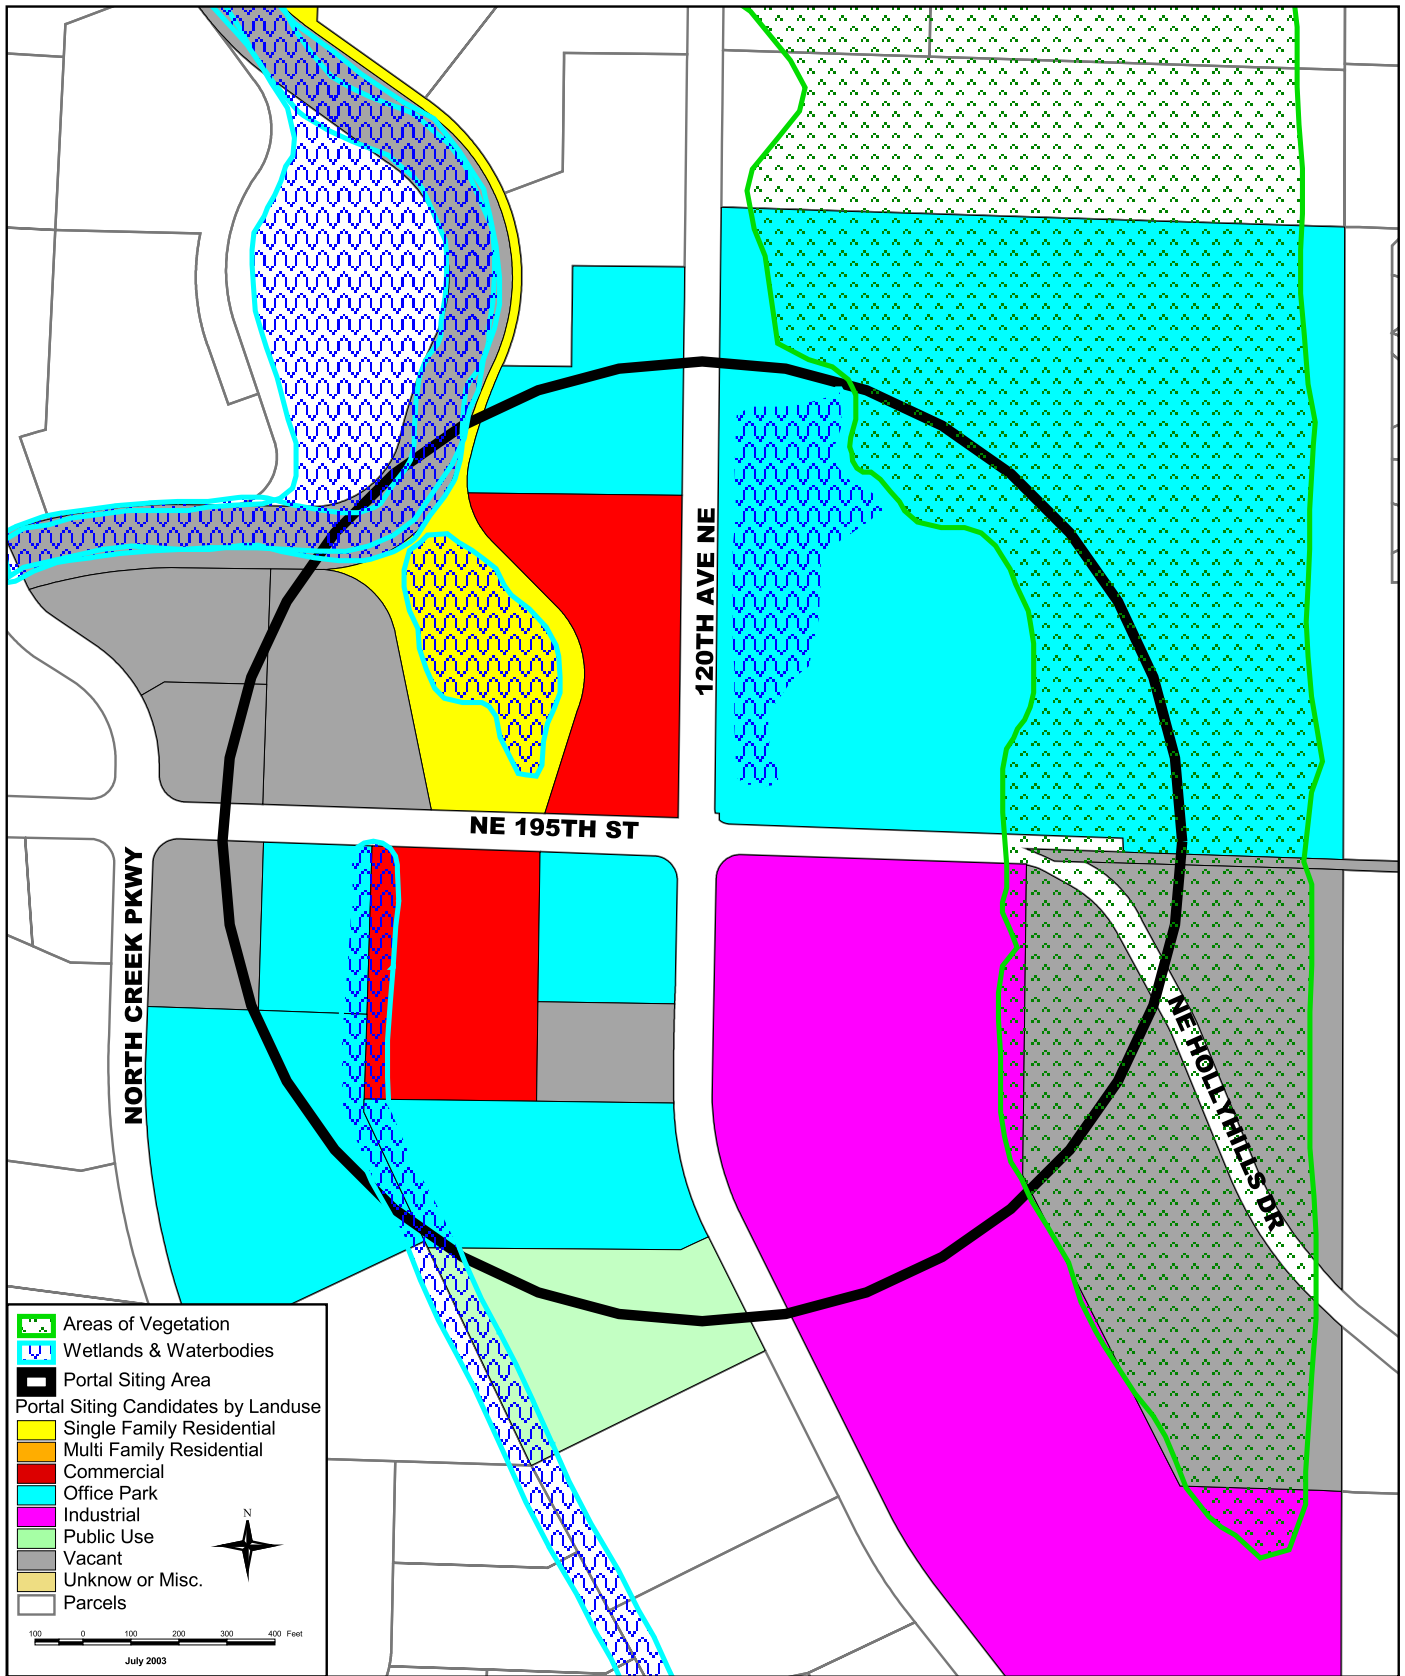 120TH AVE NE
NE 195TH ST
NORTH CREEK PKWY
NE HOLLYHILLS DR
Areas of Vegetation
Wetlands & Waterbodies
Portal Siting Area
Portal Siting Candidates by Landuse
Single Family Residential
Multi Family Residential
Commercial
Office Park
Industrial
Public Use
Vacant
Unknow or Misc.
Parcels
N
100 0 100 200 300 400 Feet
July 2003